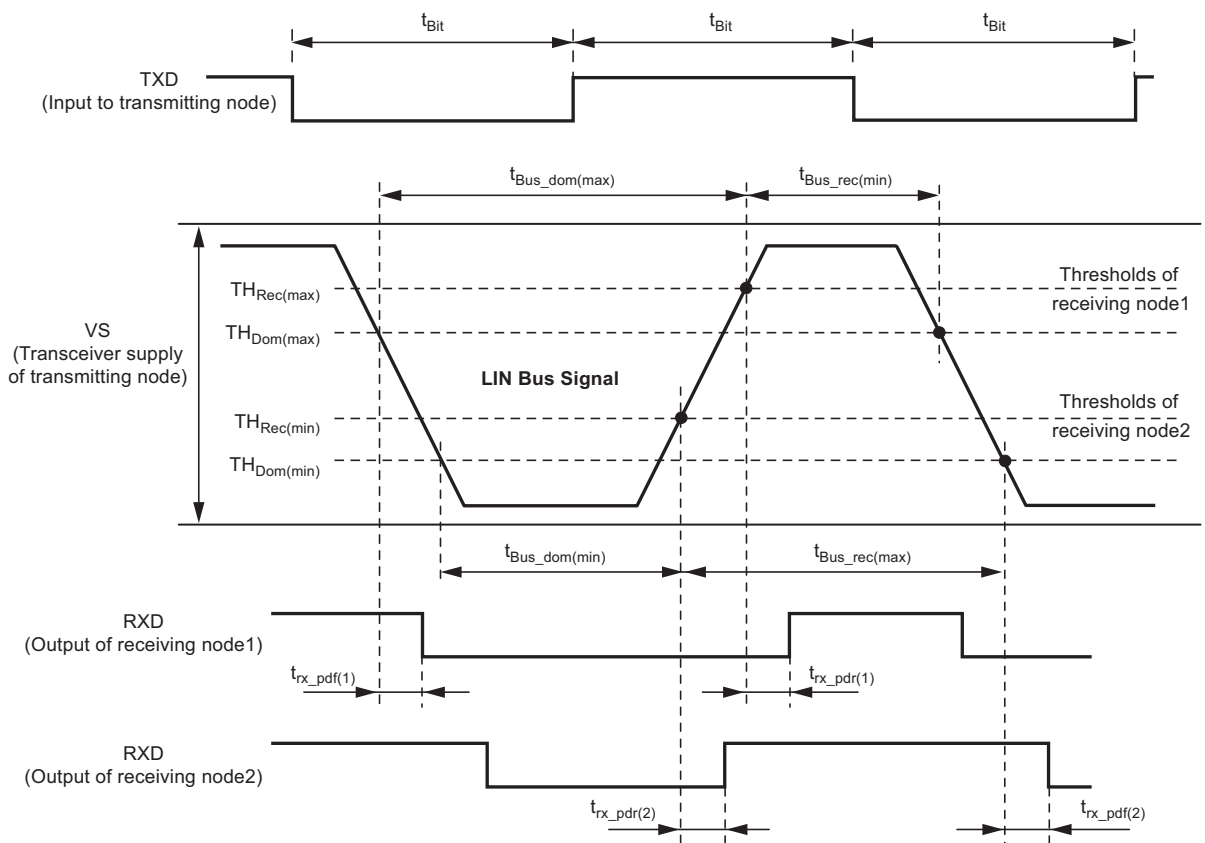 tBit tBit tBit
TXD
(Input to transmitting node)
tBus_dom(max) tBus_rec(min)
THRec(max)
Thresholds of
receiving node1
THDom(max)
VS
(Transceiver supply
of transmitting node)
LIN Bus Signal
THRec(min)
Thresholds of
receiving node2
THDom(min)
tBus_dom(min) tBus_rec(max)
RXD
(Output of receiving node1)
trx_pdf(1) trx_pdr(1)
RXD
(Output of receiving node2)
trx_pdr(2) trx_pdf(2)